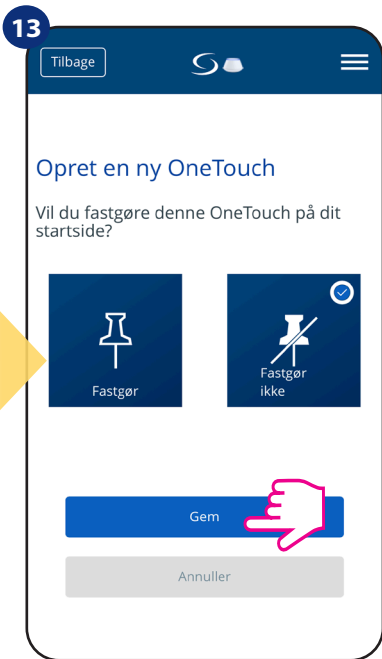 13
Tilbage
Opret en ny OneTouch
Vil du fastgøre denne OneTouch på dit
startside?
Fastgør
Fastgør
ikke
Gem
Annuller